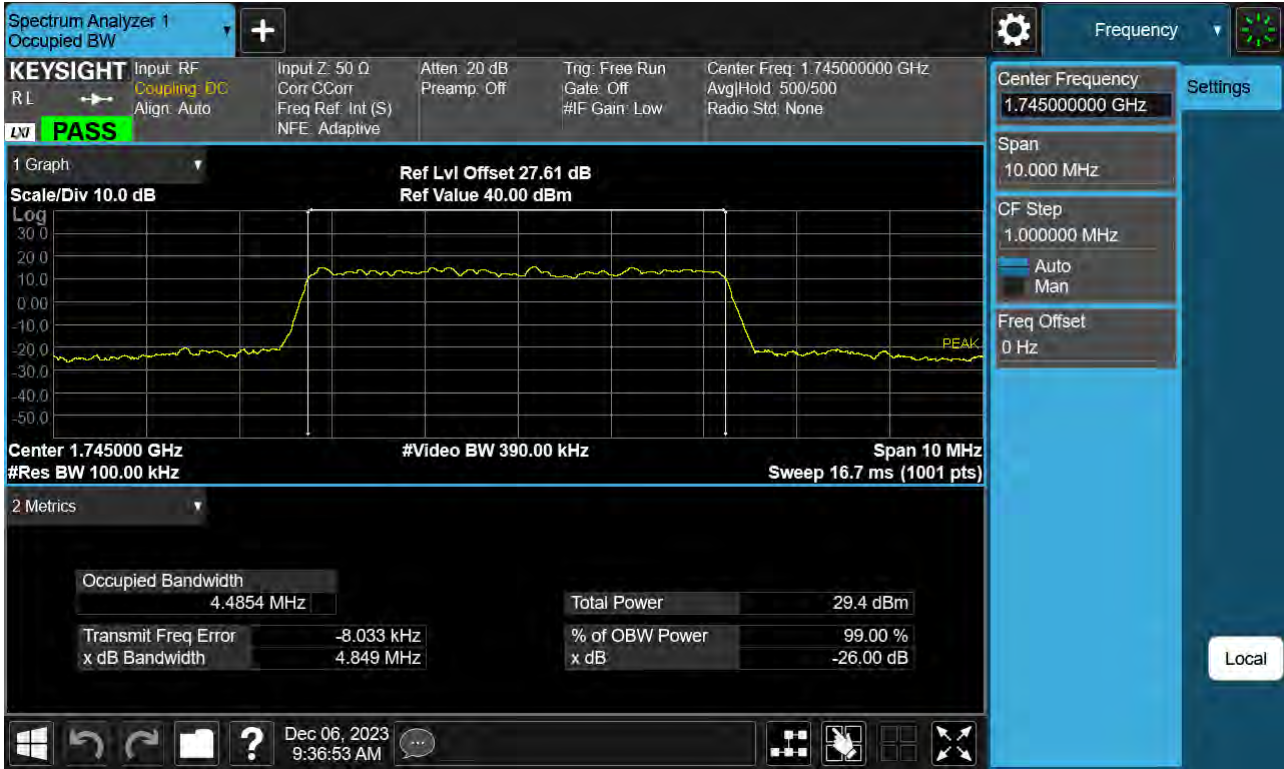 Spectrum Analyzer 1
Occupied BW
Frequency
KEYSIGHT
R L
LXI PASS
Input: RF
Coupling: DC
Align: Auto
Input Z: 50 Ω
Corr CCorr
Freq Ref: Int (S)
NFE: Adaptive
Atten: 20 dB
Preamp: Off
Trig: Free Run
Gate: Off
#IF Gain: Low
Center Freq: 1.745000000 GHz
Avg|Hold: 500/500
Radio Std: None
Center Frequency
1.745000000 GHz
Settings
Span
10.000 MHz
CF Step
1.000000 MHz
Auto
Man
Freq Offset
0 Hz
Local
1 Graph
Scale/Div 10.0 dB
Ref Lvl Offset 27.61 dB
Ref Value 40.00 dBm
Log
30.0
20.0
10.0
0.00
-10.0
-20.0
-30.0
-40.0
-50.0
PEAK
Center 1.745000 GHz
#Video BW 390.00 kHz
Span 10 MHz
#Res BW 100.00 kHz
Sweep 16.7 ms (1001 pts)
2 Metrics
Occupied Bandwidth
4.4854 MHz
Total Power 29.4 dBm
Transmit Freq Error -8.033 kHz
% of OBW Power 99.00 %
x dB Bandwidth 4.849 MHz
x dB -26.00 dB
Dec 06, 2023
9:36:53 AM